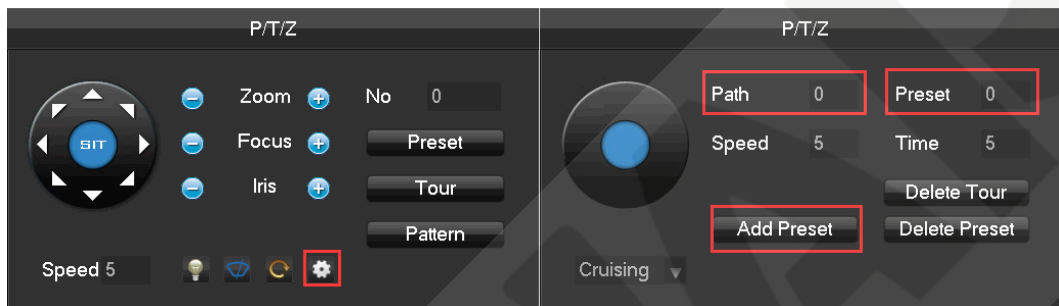 P/T/Z
Zoom No 0
SIT Focus Preset
Iris Tour
Pattern
Speed 5
P/T/Z
Path 0 Preset 0
Speed 5 Time 5
Delete Tour
Add Preset Delete Preset
Cruising